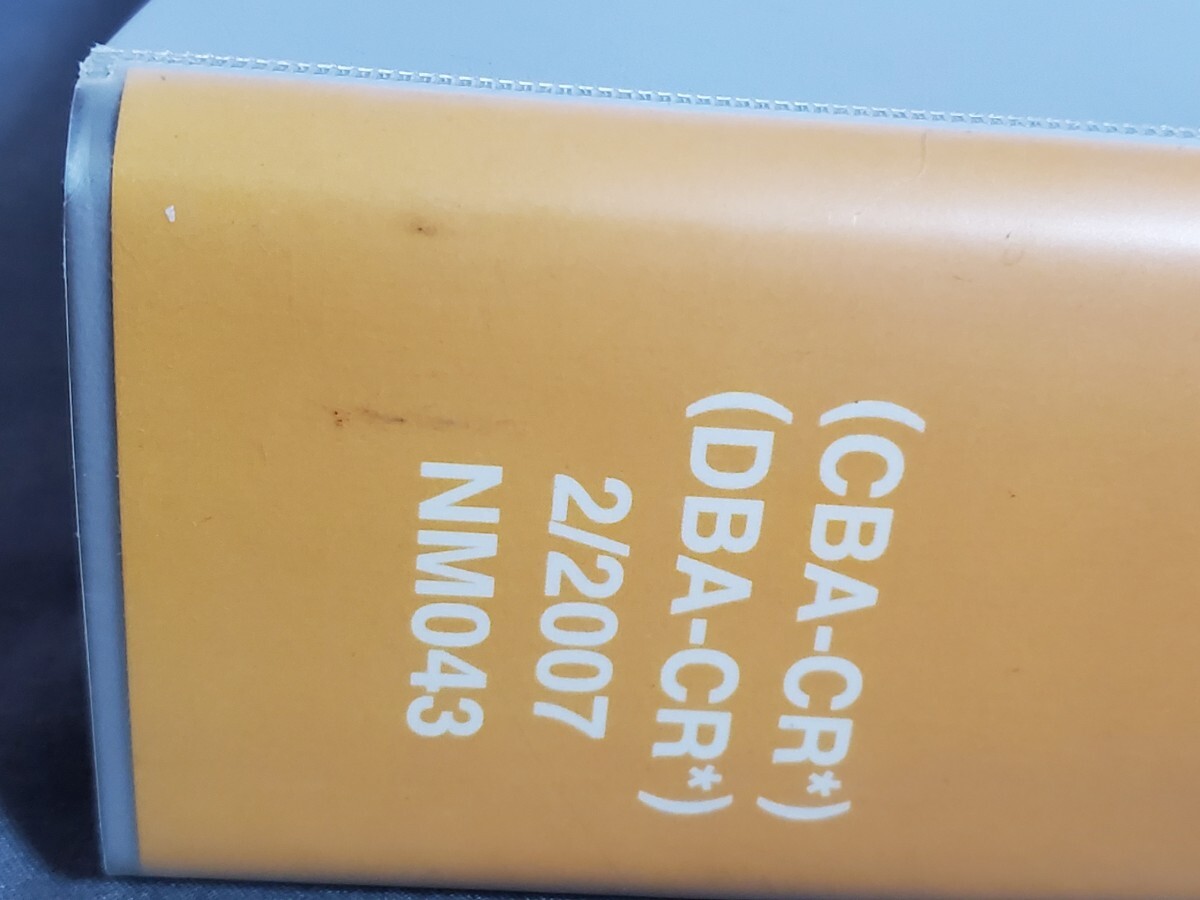 (CBA-CR*)
(DBA-CR*)
2/2007
NM043